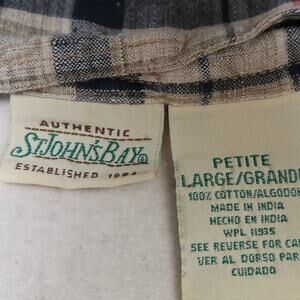 AUTHENTIC
ST JOHN'S BAY®
ESTABLISHED
PETITE
LARGE/GRANDE
100% COTTON/ALGODON
MADE IN INDIA
HECHO EN INDIA
WPL 11935
SEE REVERSE FOR
VER AL DORSO PAR
CUIDADO